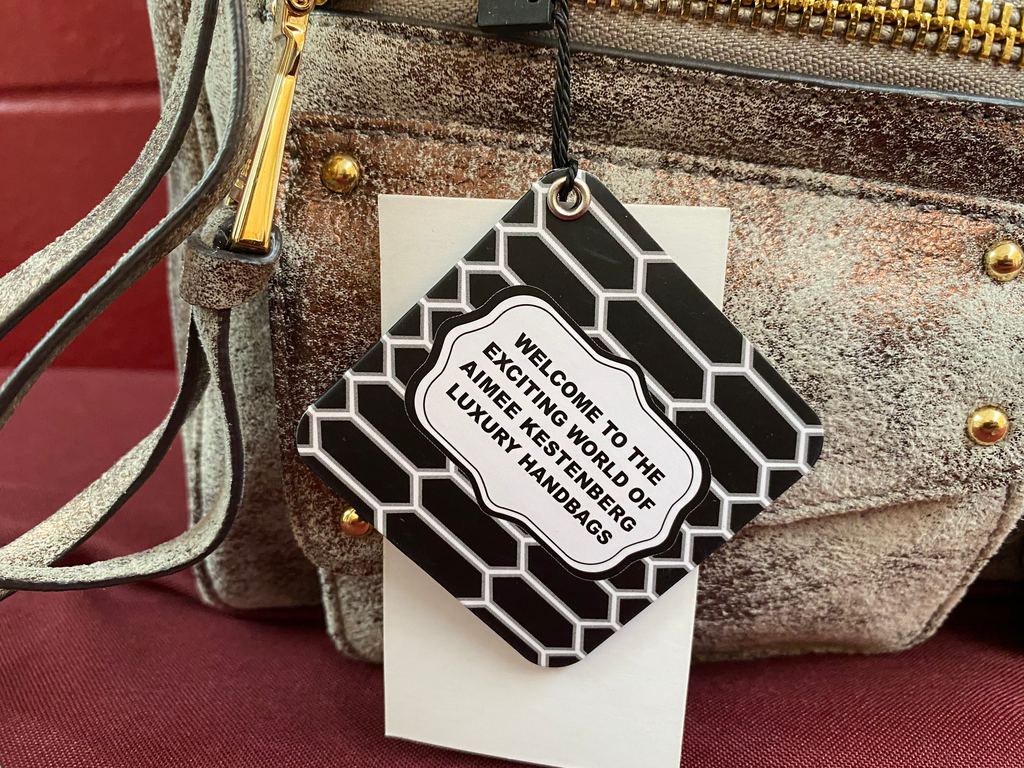 WELCOME TO THE
EXCITING WORLD OF
AIMEE KESTENBERG
LUXURY HANDBAGS